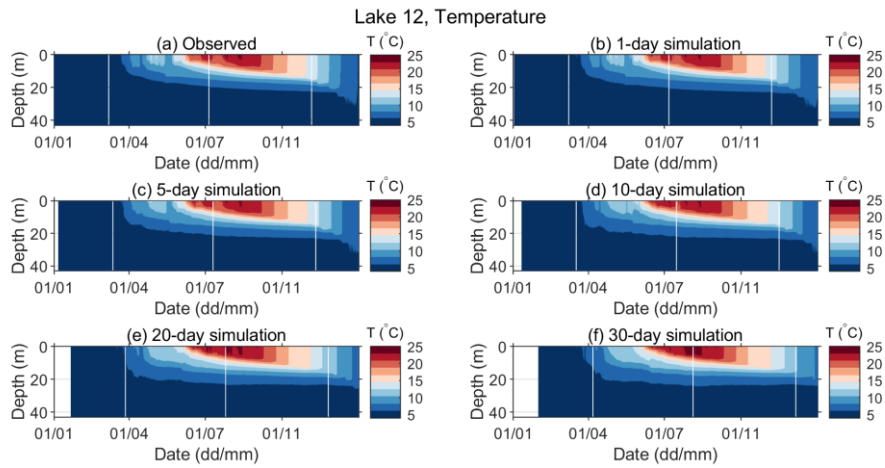 Lake 12, Temperature
(a) Observed
T (°C)
Depth (m)
0
20
40
01/01
01/04
01/07
01/11
Date (dd/mm)
25
20
15
10
5
(b) 1-day simulation
T (°C)
Depth (m)
0
20
40
01/01
01/04
01/07
01/11
Date (dd/mm)
25
20
15
10
5
(c) 5-day simulation
T (°C)
Depth (m)
0
20
40
01/01
01/04
01/07
01/11
Date (dd/mm)
25
20
15
10
5
(d) 10-day simulation
T (°C)
Depth (m)
0
20
40
01/01
01/04
01/07
01/11
Date (dd/mm)
25
20
15
10
5
(e) 20-day simulation
T (°C)
Depth (m)
0
20
40
01/01
01/04
01/07
01/11
Date (dd/mm)
25
20
15
10
5
(f) 30-day simulation
T (°C)
Depth (m)
0
20
40
01/01
01/04
01/07
01/11
Date (dd/mm)
25
20
15
10
5